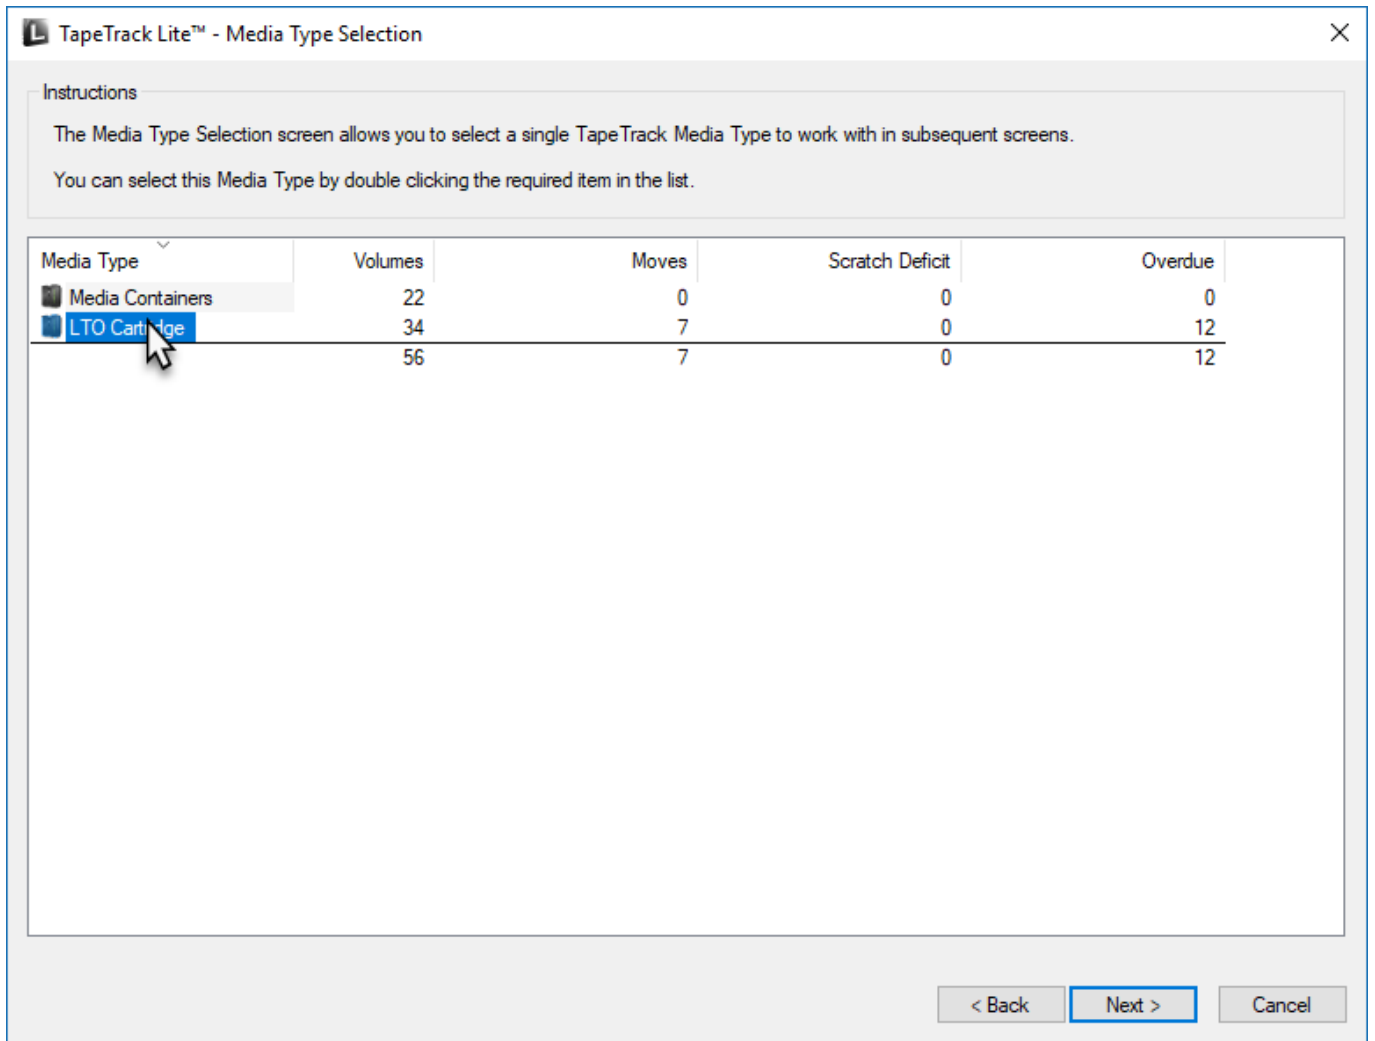 TapeTrack Lite™ - Media Type Selection
Instructions
The Media Type Selection screen allows you to select a single TapeTrack Media Type to work with in subsequent screens.
You can select this Media Type by double clicking the required item in the list.
Media Type Volumes Moves Scratch Deficit Overdue
Media Containers 22 0 0 0
LTO Cartridge 34 7 0 12
56 7 0 12
< Back Next > Cancel